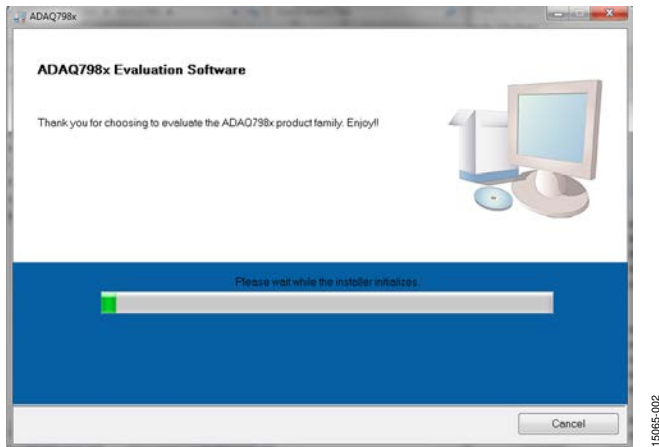 ADAQ798x
ADAQ798x Evaluation Software
Thank you for choosing to evaluate the ADAQ798x product family. Enjoy!!
Please wait while the installer initializes.
Cancel
15065-002